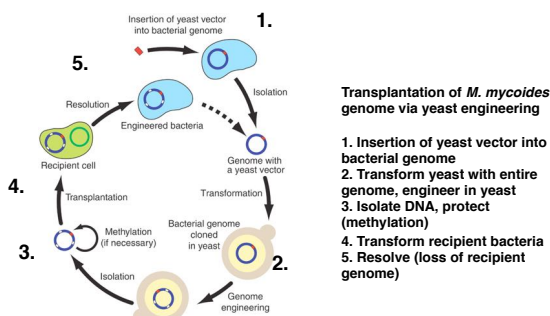 Insertion of yeast vector
into bacterial genome
1.
5.
Isolation
Resolution
Engineered bacteria
Genome with
a yeast vector
Recipient cell
4.
Transplantation
Transformation
Methylation
(if necessary)
Bacterial genome
cloned
in yeast
3.
2.
Isolation
Genome
engineering
Transplantation of M. mycoides
genome via yeast engineering
1. Insertion of yeast vector into
bacterial genome
2. Transform yeast with entire
genome, engineer in yeast
3. Isolate DNA, protect
(methylation)
4. Transform recipient bacteria
5. Resolve (loss of recipient
genome)